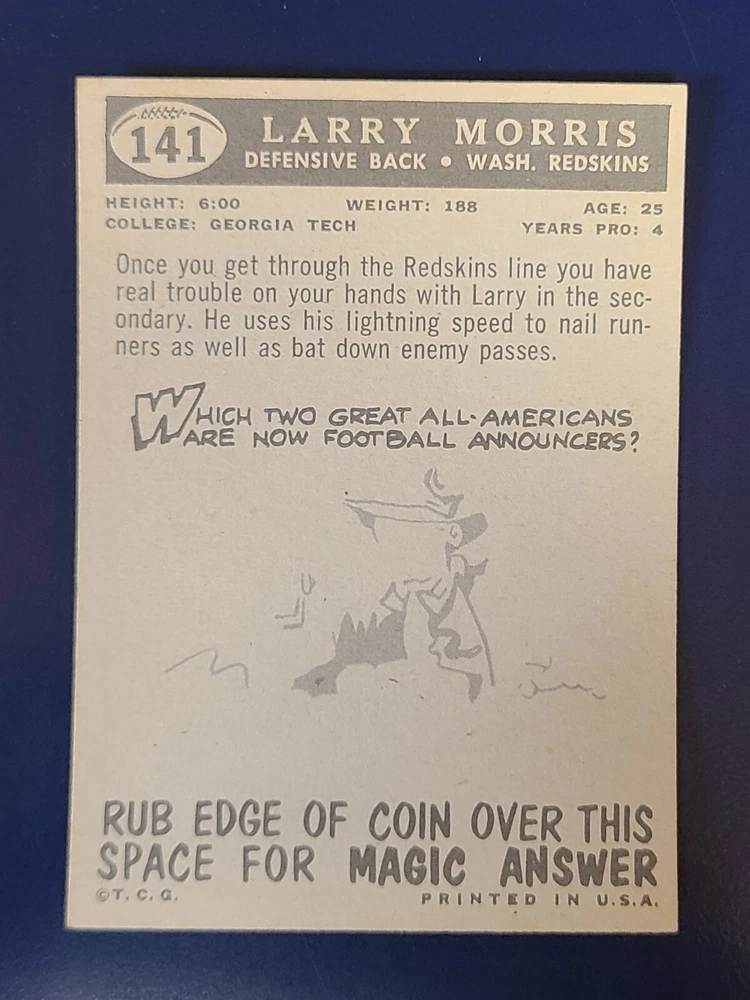 141
LARRY MORRIS
DEFENSIVE BACK • WASH. REDSKINS
HEIGHT: 6:00 WEIGHT: 188 AGE: 25
COLLEGE: GEORGIA TECH YEARS PRO: 4
Once you get through the Redskins line you have
real trouble on your hands with Larry in the sec-
ondary. He uses his lightning speed to nail run-
ners as well as bat down enemy passes.
WHICH TWO GREAT ALL-AMERICANS
ARE NOW FOOTBALL ANNOUNCERS?
RUB EDGE OF COIN OVER THIS
SPACE FOR MAGIC ANSWER
©T. C. G. PRINTED IN U.S.A.